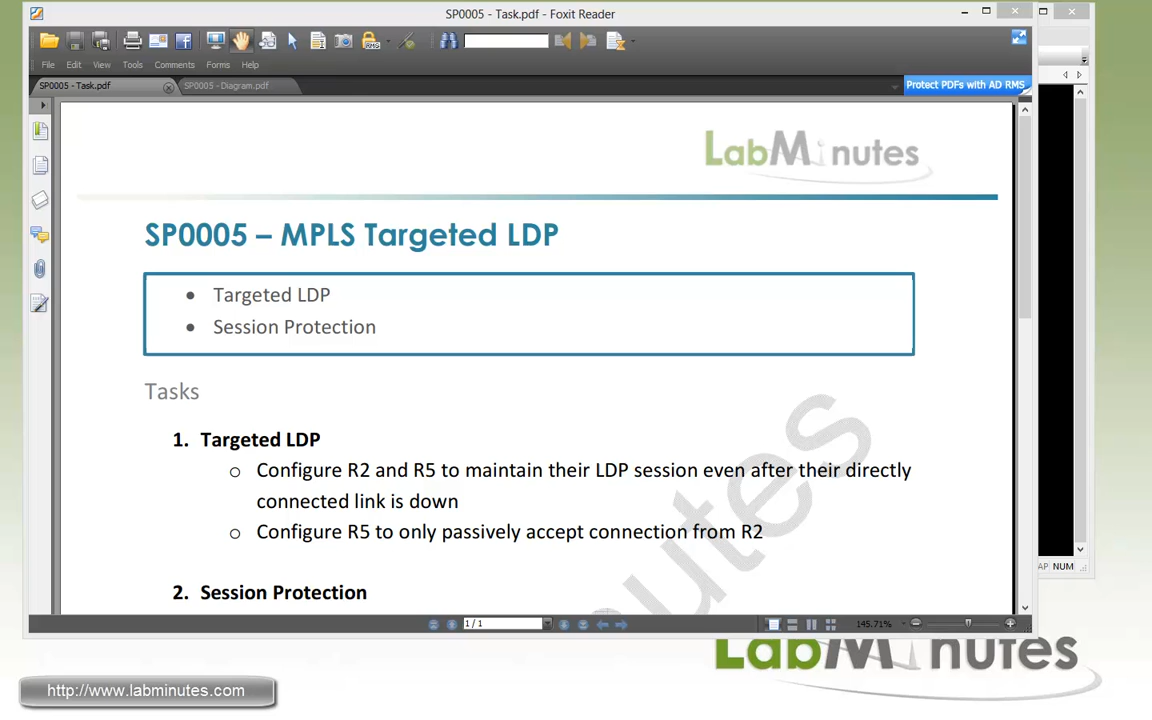 SP0005 - Task.pdf - Foxit Reader
File Edit View Tools Comments Forms Help
SP0005 - Task.pdf SP0005 - Diagram.pdf Protect PDFs with AD RMS
LabMinutes
SP0005 – MPLS Targeted LDP
• Targeted LDP
• Session Protection
Tasks
1. Targeted LDP
o Configure R2 and R5 to maintain their LDP session even after their directly
connected link is down
o Configure R5 to only passively accept connection from R2
2. Session Protection
nutes
AP NUM
1 / 1 145.71%
LabMinutes
http://www.labminutes.com